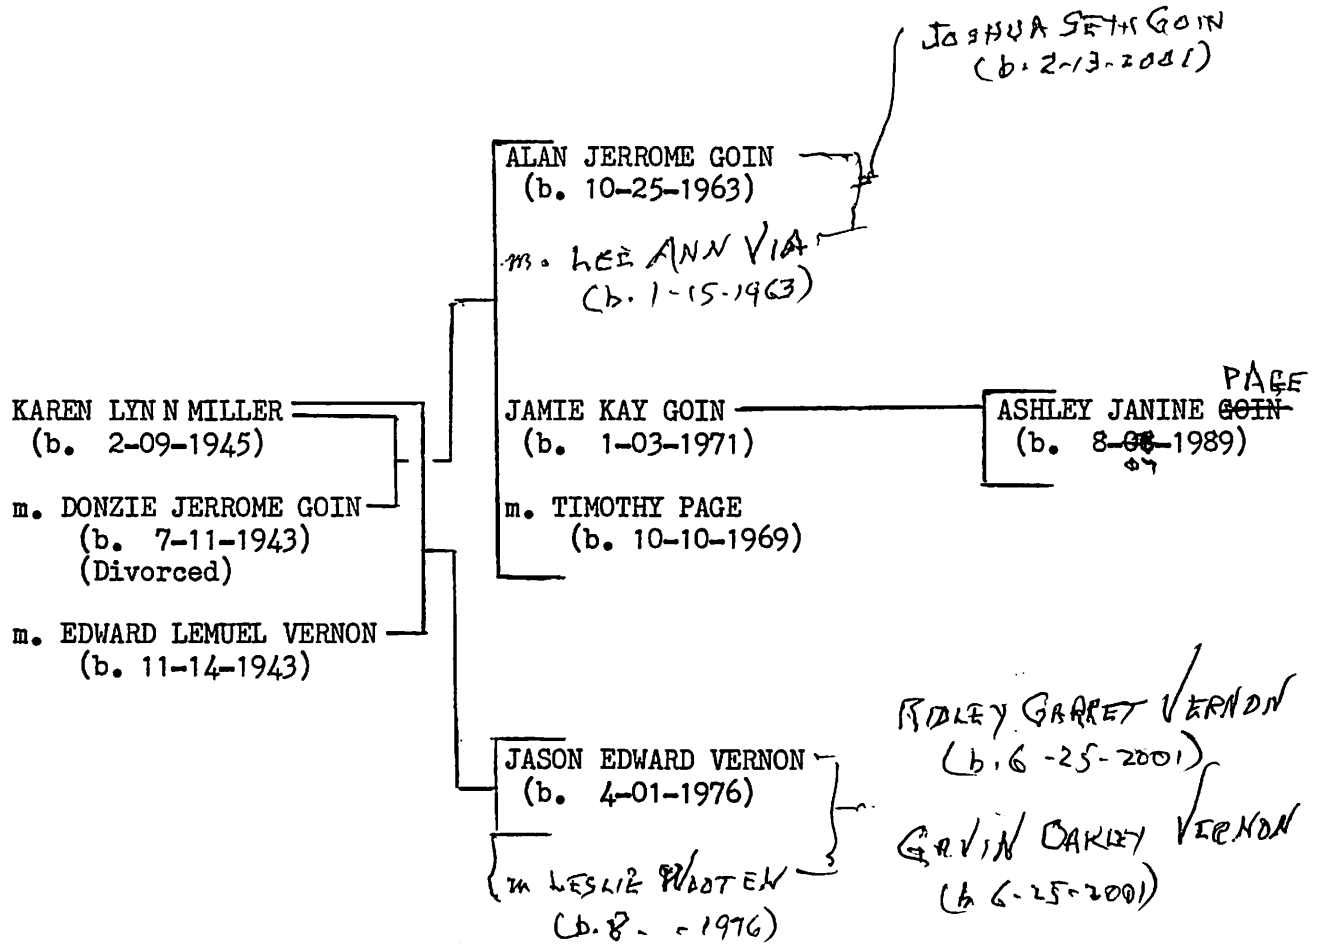 JOSHUA SETH GOIN
(b. 2-13-2001)
ALAN JERROME GOIN
(b. 10-25-1963)
m. LEE ANN VIA
(b. 1-15-1963)
PAGE
KAREN LYNN MILLER
JAMIE KAY GOIN
ASHLEY JANINE GOIN
(b. 2-09-1945)
(b. 1-03-1971)
(b. 8- -1989)
m. DONZIE JERROME GOIN
m. TIMOTHY PAGE
(b. 7-11-1943)
(b. 10-10-1969)
(Divorced)
m. EDWARD LEMUEL VERNON
(b. 11-14-1943)
RIDLEY GARRET VERNON
(b. 6-25-2001)
JASON EDWARD VERNON
(b. 4-01-1976)
GAVIN OAKLEY VERNON
(b. 6-25-2001)
m LESLIE WOOTEN
(b. 8- -1976)